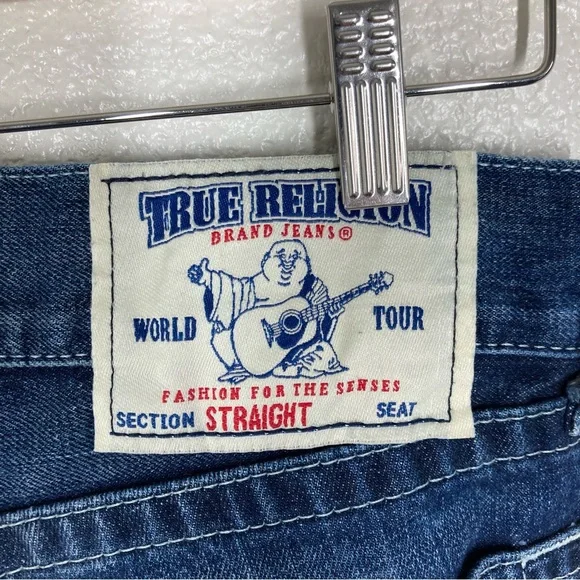 TRUE RELIGION
BRAND JEANS®
WORLD TOUR
FASHION FOR THE SENSES
SECTION STRAIGHT SEAT